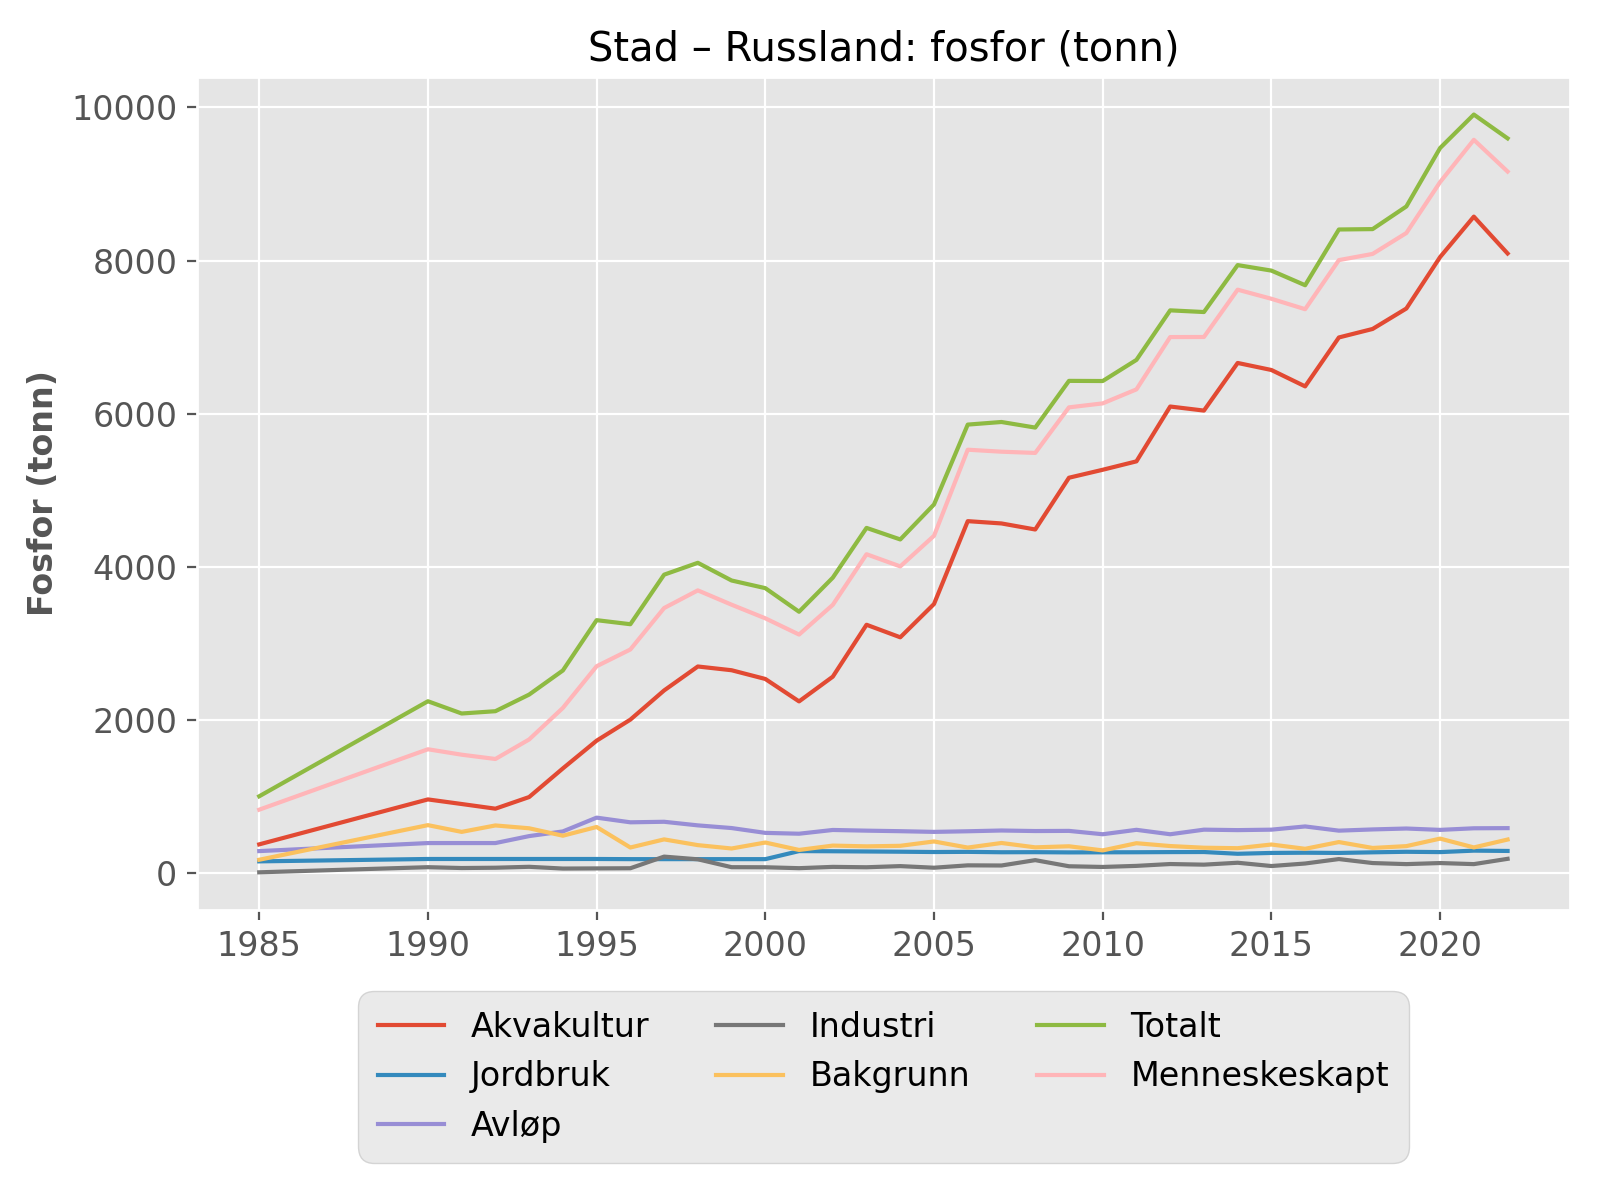 Stad – Russland: fosfor (tonn)
Fosfor (tonn)
10000
8000
6000
4000
2000
0
1985 1990 1995 2000 2005 2010 2015 2020
Akvakultur Industri Totalt
Jordbruk Bakgrunn Menneskeskapt
Avløp